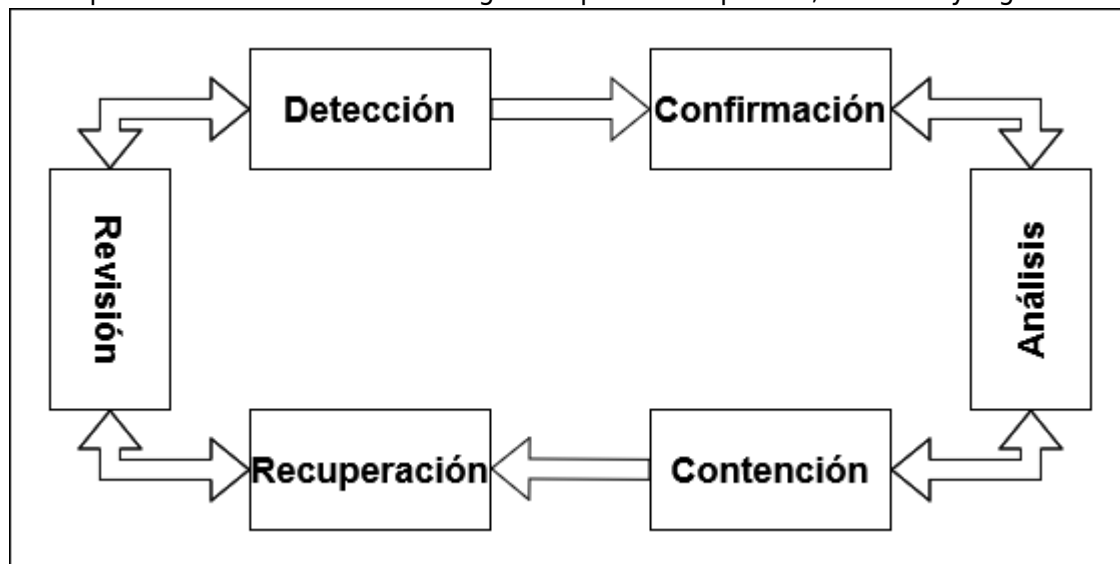 Detección
Confirmación
Revisión
Análisis
Recuperación
Contención